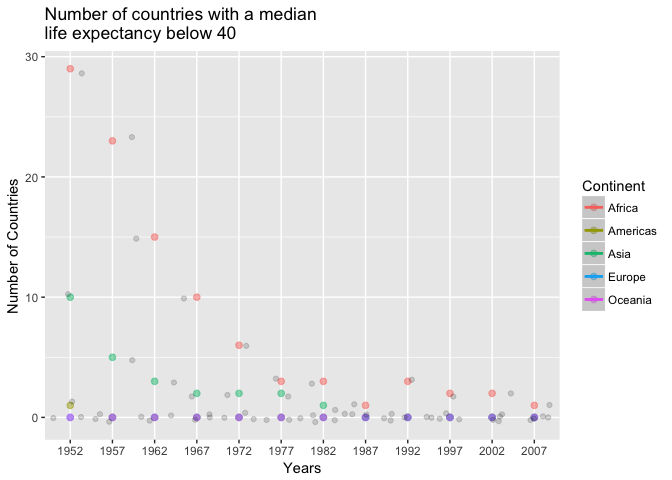 Number of countries with a median
life expectancy below 40
30
20
10
0
Number of Countries
1952 1957 1962 1967 1972 1977 1982 1987 1992 1997 2002 2007
Years
Continent
Africa
Americas
Asia
Europe
Oceania